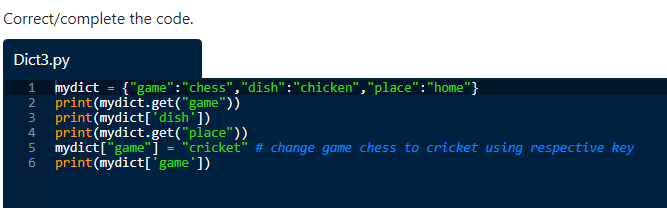 Correct/complete the code.
Dict3.py
1 mydict = {"game":"chess","dish":"chicken","place":"home"}
2 print(mydict.get("game"))
3 print(mydict['dish'])
4 print(mydict.get("place"))
5 mydict["game"] = "cricket" # change game chess to cricket using respective key
6 print(mydict['game'])